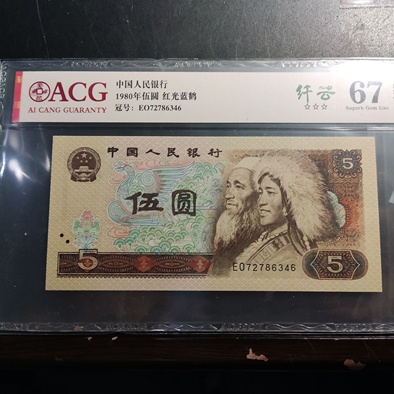 ACG
AI CANG GUARANTY
中国人民银行
1980年伍圆 红光蓝鹤
冠号: EO72786346
纤云
☆☆☆
67
Superb Gem Unc
中国人民银行
5
伍圆
5
EO72786346
5